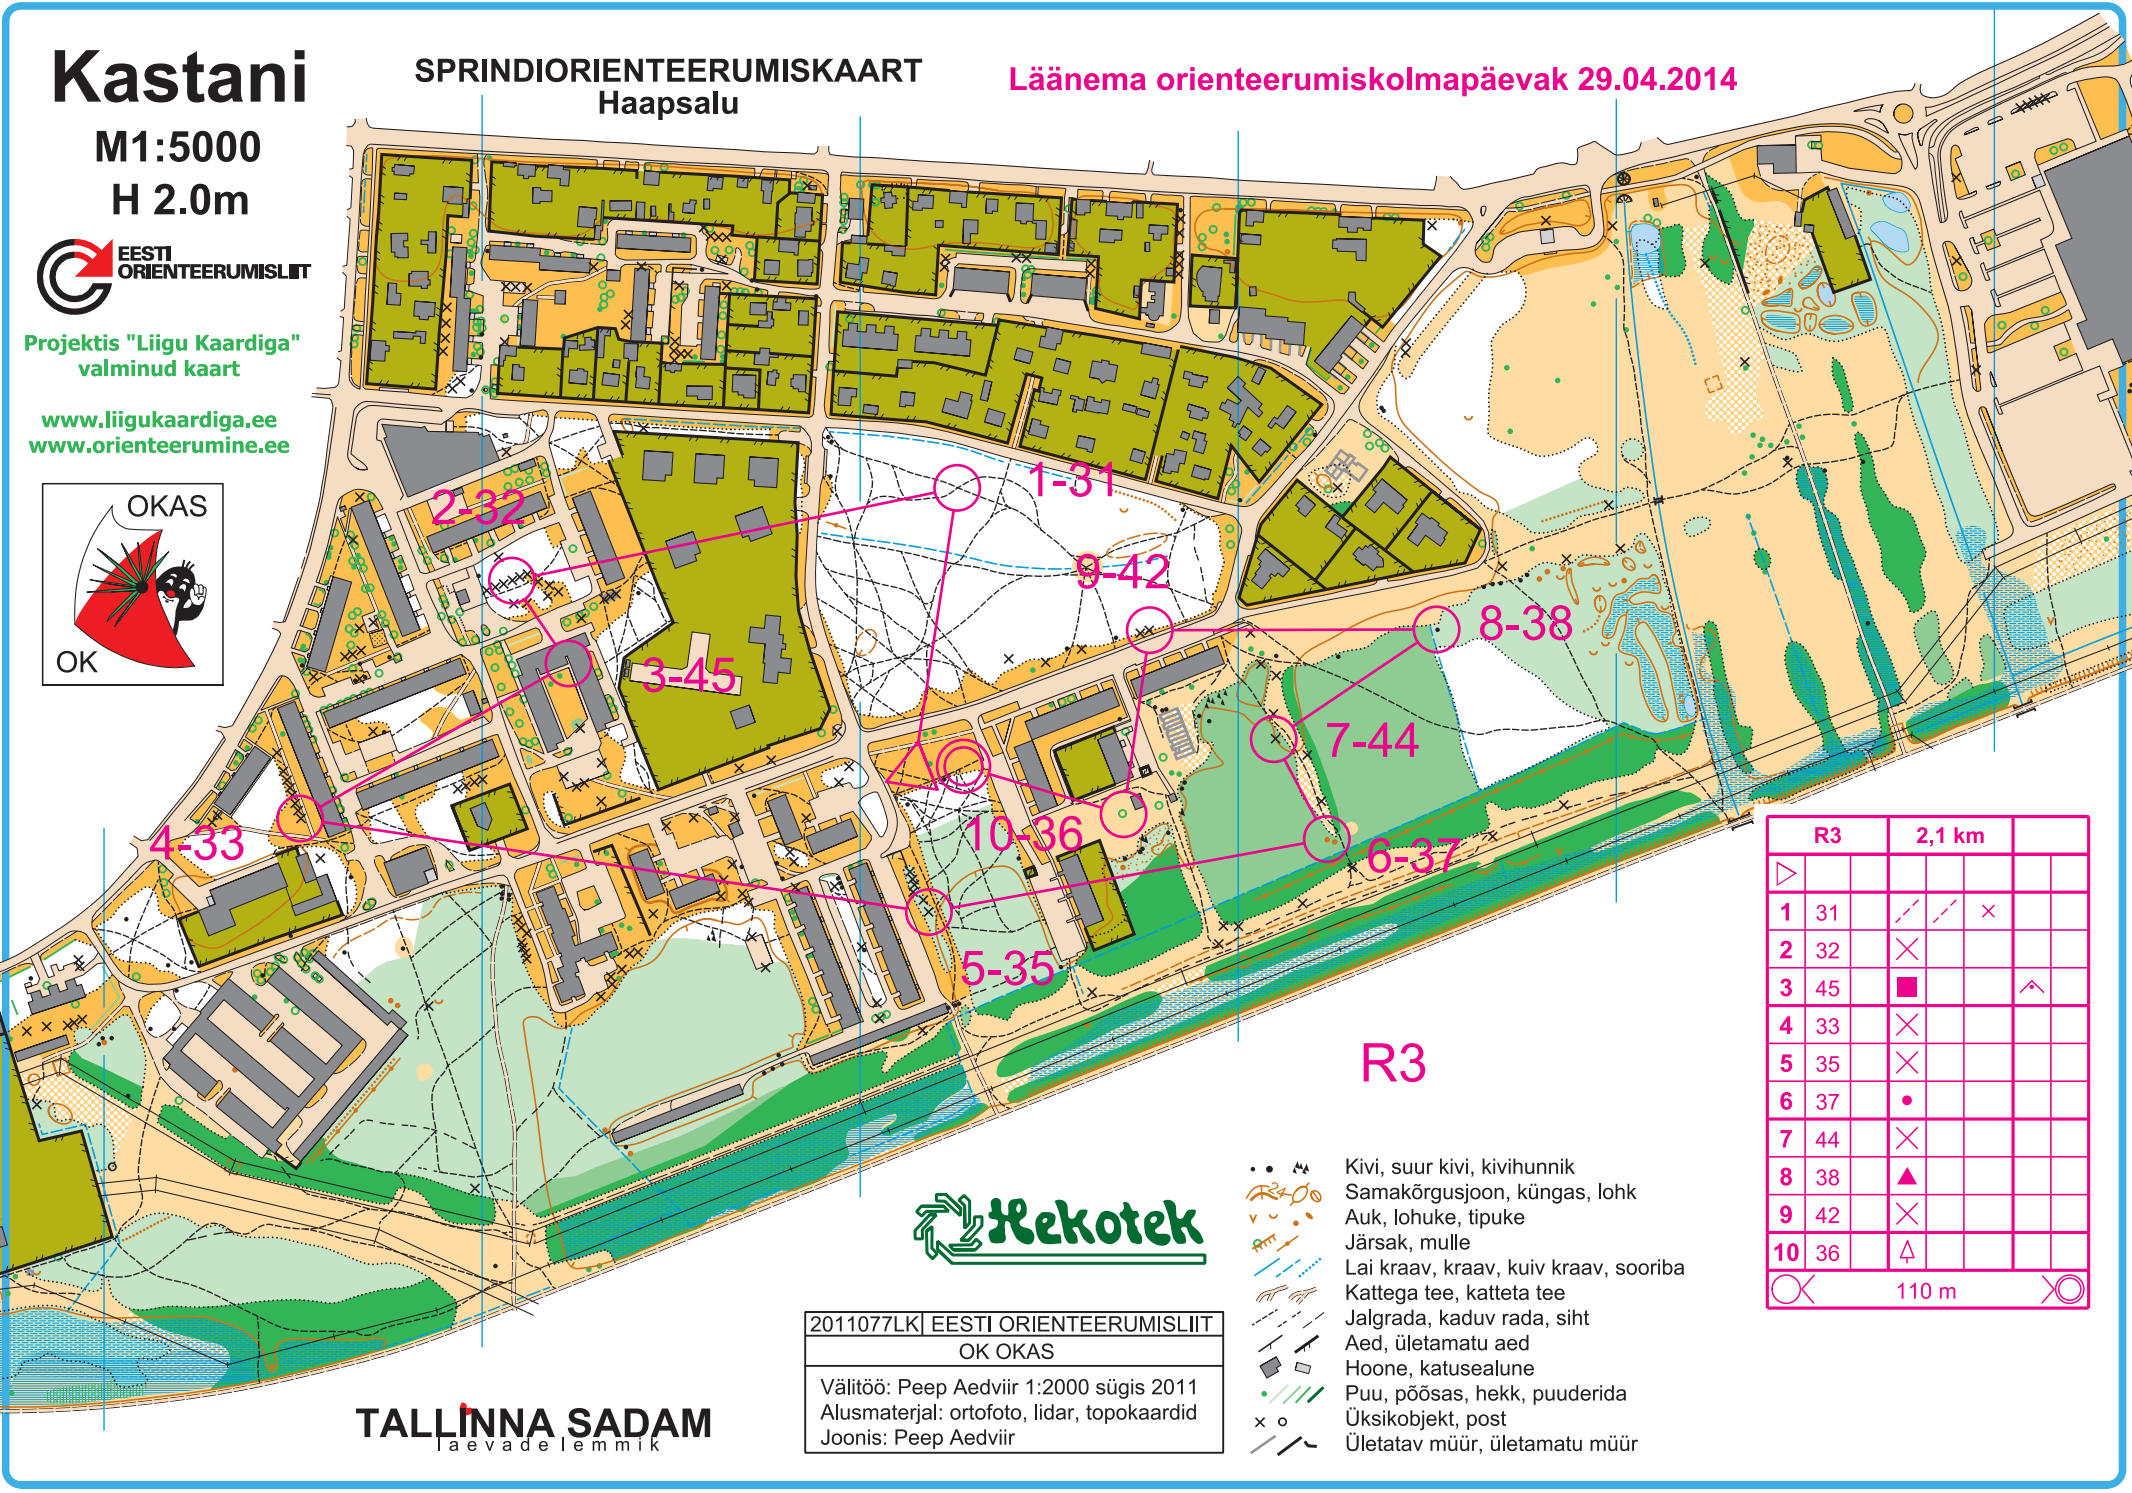 Kastani
M1:5000
H 2.0m
SPRINDIORIENTEERUMISKAART
Haapsalu
Läänema orienteerumiskolmapäevak 29.04.2014
EESTI
ORIENTEERUMISLIIT
Projektis "Liigu Kaardiga"
valminud kaart
www.liigukaardiga.ee
www.orienteerumine.ee
OKAS
OK
1-31
2-32
9-42
8-38
3-45
7-44
4-33
10-36
6-37
5-35
R3
R3 2,1 km
1 31
2 32
3 45
4 33
5 35
6 37
7 44
8 38
9 42
10 36
110 m
Hekotek
Kivi, suur kivi, kivihunnik
Samakõrgusjoon, küngas, lohk
Auk, lohuke, tipuke
Järsak, mulle
Lai kraav, kraav, kuiv kraav, sooriba
Kattega tee, katteta tee
Jalgrada, kaduv rada, siht
Aed, ületamatu aed
Hoone, katusealune
Puu, põõsas, hekk, puuderida
Üksikobjekt, post
Ületatav müür, ületamatu müür
2011077LK EESTI ORIENTEERUMISLIIT
OK OKAS
Välitöö: Peep Aedviir 1:2000 sügis 2011
Alusmaterjal: ortofoto, lidar, topokaardid
Joonis: Peep Aedviir
TALLINNA SADAM
laevade lemmik